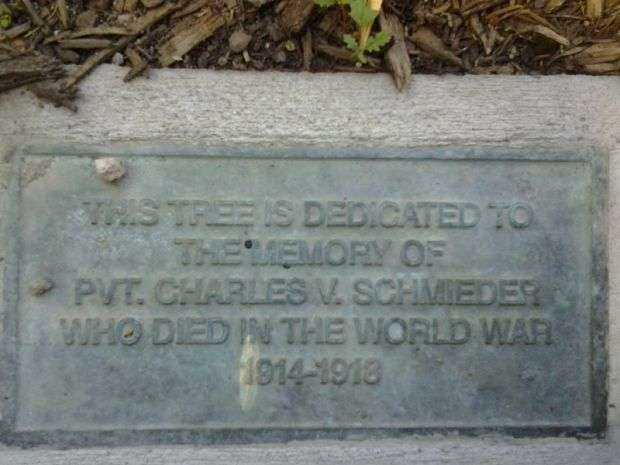 THIS TREE IS DEDICATED TO
THE MEMORY OF
PVT. CHARLES V. SCHMIEDER
WHO DIED IN THE WORLD WAR
1914-1918